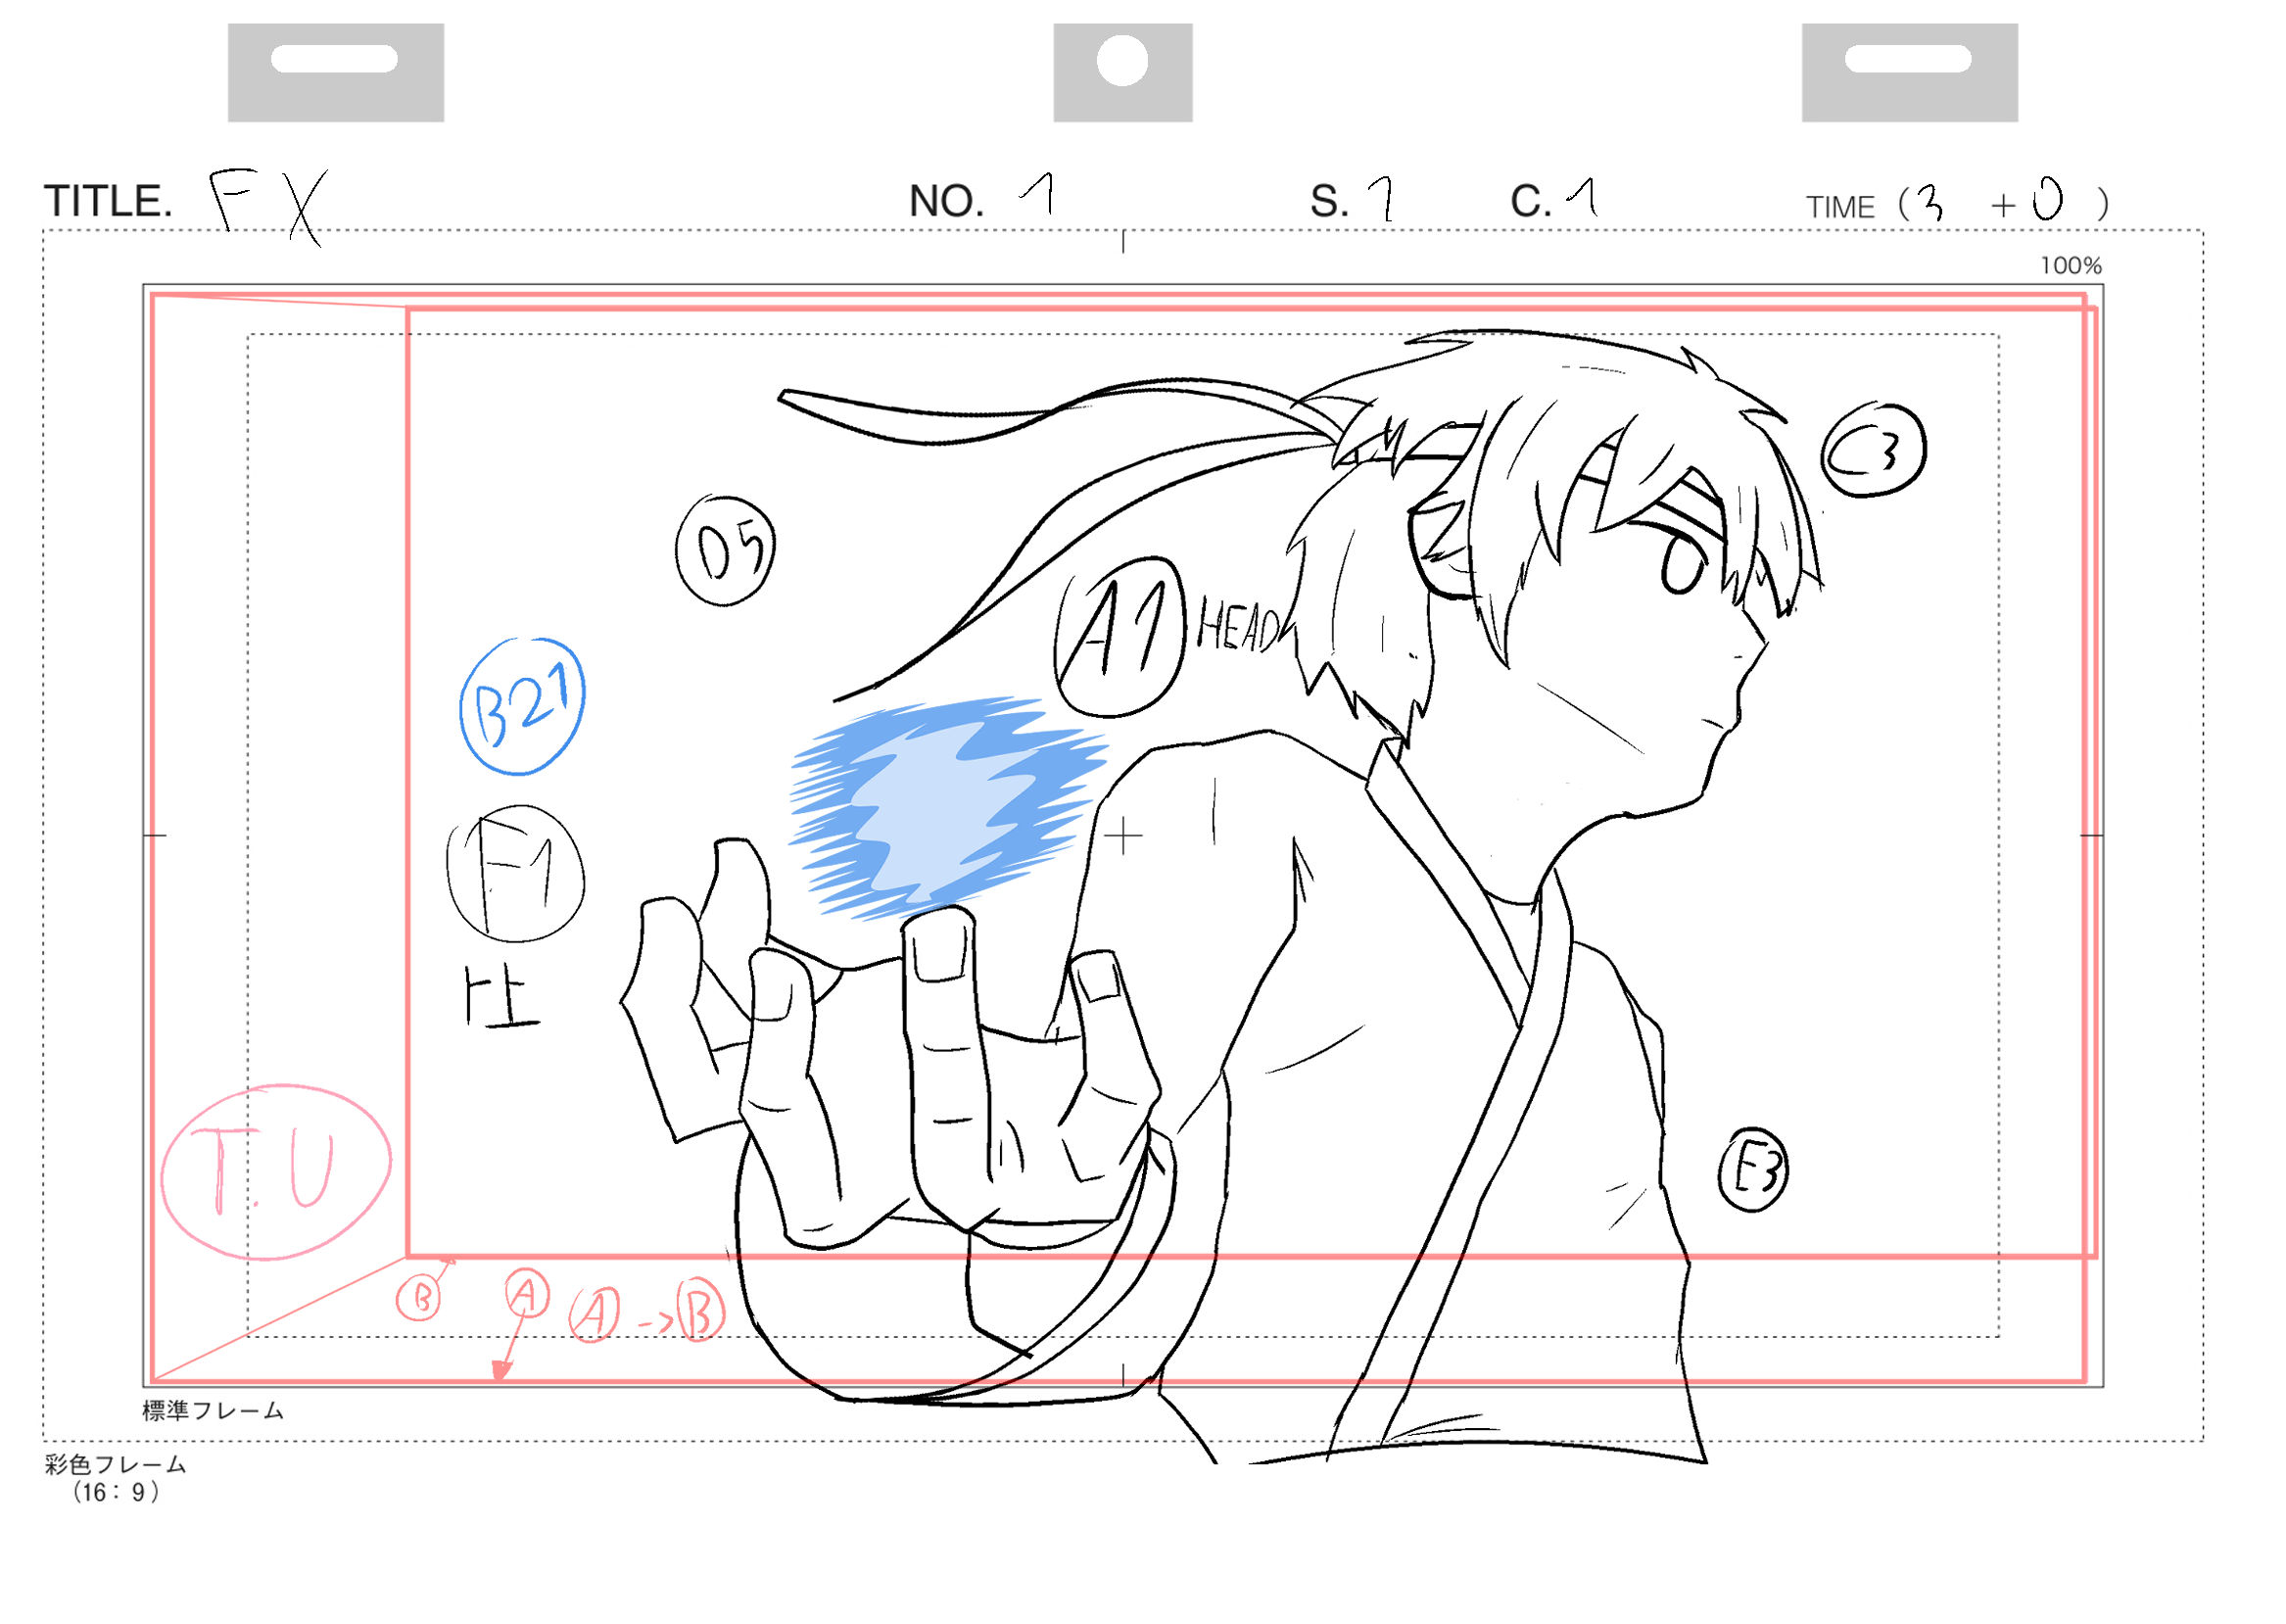 TITLE. FX NO. 1 S. 1 C. 1 TIME (3 + 0)
100%
C3
D5
A1 HEAD
B21
F1
T.U
E3
B A A->B
標準フレーム
彩色フレーム
(16:9)